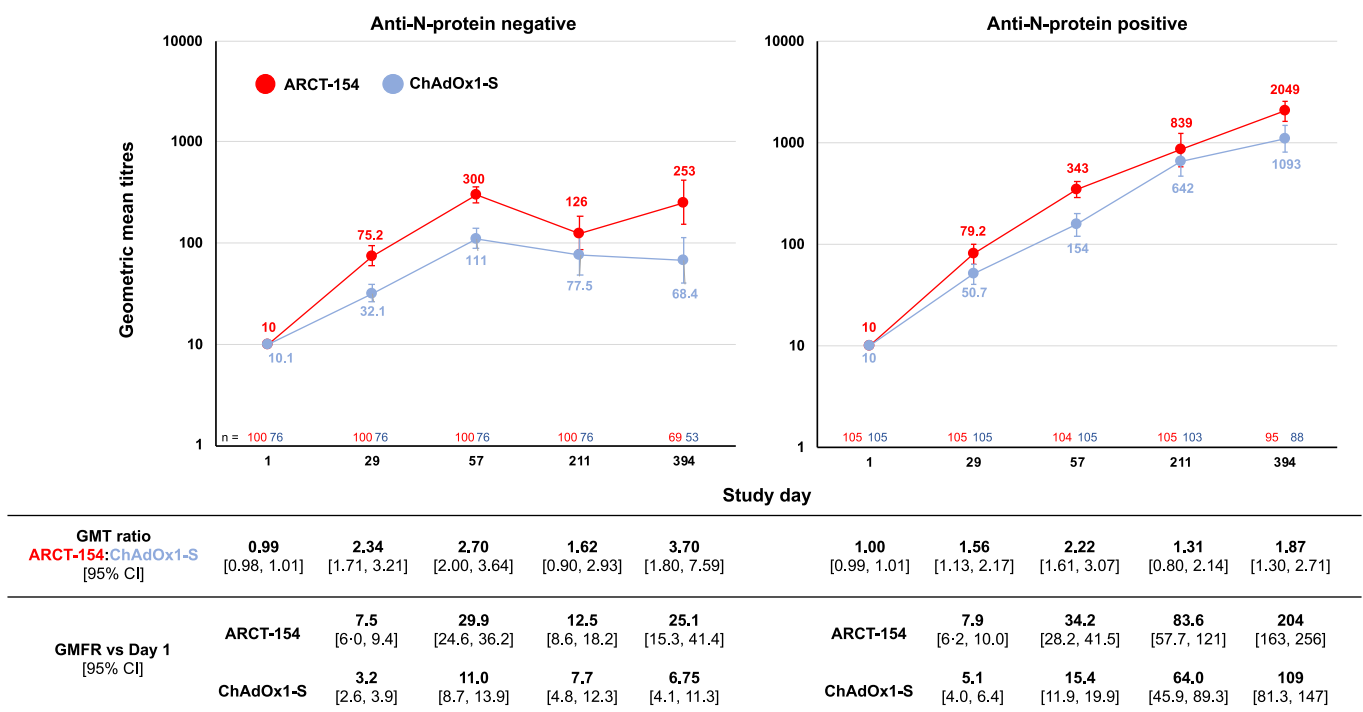 Anti-N-protein negative
Anti-N-protein positive
Geometric mean titres
10000
1000
100
10
1
ARCT-154
ChAdOx1-S
10
75.2
300
126
253
10.1
32.1
111
77.5
68.4
n = 100 76 100 76 100 76 100 76 69 53
1 29 57 211 394
10000
1000
100
10
1
10
79.2
343
839
2049
10
50.7
154
642
1093
105 105 105 105 104 105 105 103 95 88
1 29 57 211 394
Study day
GMT ratio
ARCT-154:ChAdOx1-S
[95% CI]
0.99 2.34 2.70 1.62 3.70 1.00 1.56 2.22 1.31 1.87
[0.98, 1.01] [1.71, 3.21] [2.00, 3.64] [0.90, 2.93] [1.80, 7.59] [0.99, 1.01] [1.13, 2.17] [1.61, 3.07] [0.80, 2.14] [1.30, 2.71]
GMFR vs Day 1
[95% CI]
ARCT-154 7.5 29.9 12.5 25.1 ARCT-154 7.9 34.2 83.6 204
[6·0, 9.4] [24.6, 36.2] [8.6, 18.2] [15.3, 41.4] [6·2, 10.0] [28.2, 41.5] [57.7, 121] [163, 256]
ChAdOx1-S 3.2 11.0 7.7 6.75 ChAdOx1-S 5.1 15.4 64.0 109
[2.6, 3.9] [8.7, 13.9] [4.8, 12.3] [4.1, 11.3] [4.0, 6.4] [11.9, 19.9] [45.9, 89.3] [81.3, 147]